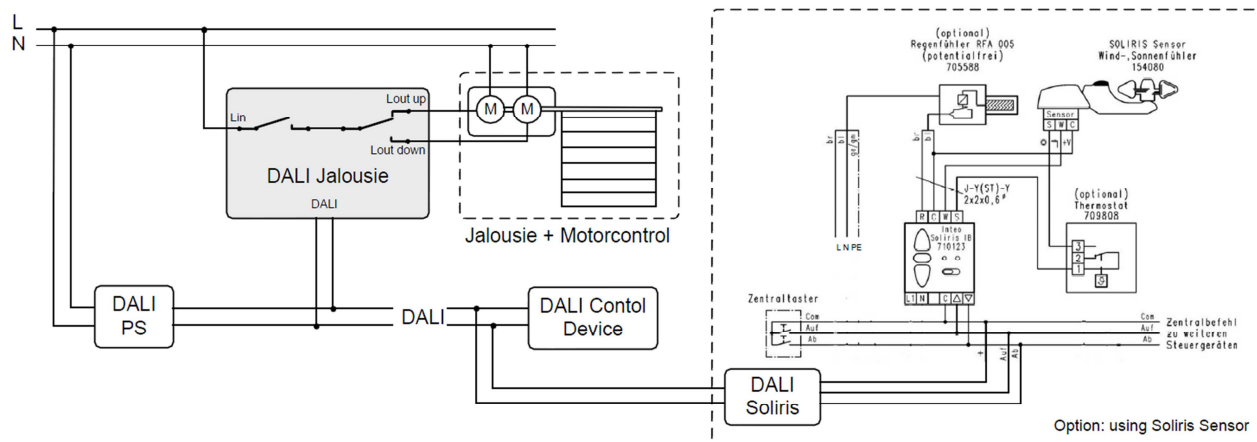 L
N
Lin
Lout up
Lout down
DALI Jalousie
DALI
M
M
Jalousie + Motorcontrol
DALI
PS
DALI
DALI Contol
Device
(optional)
Regenfühler RFA 005
(potentialfrei)
705588
SOLIRIS Sensor
Wind-,Sonnenfühler
154080
Sensor
S W C
+V
br
bl
ge/gn
br
bl
J-Y(ST)-Y
2x2x0,6
L N PE
R C W S
Inteo
Soliris IB
710123
L1 N C
(optional)
Thermostat
709808
3
2
1
Zentraltaster
Com
Auf
Ab
Com
Auf
Ab
Zentralbefehl
zu weiteren
Steuergeräten
+
Auf
Ab
DALI
Soliris
Option: using Soliris Sensor